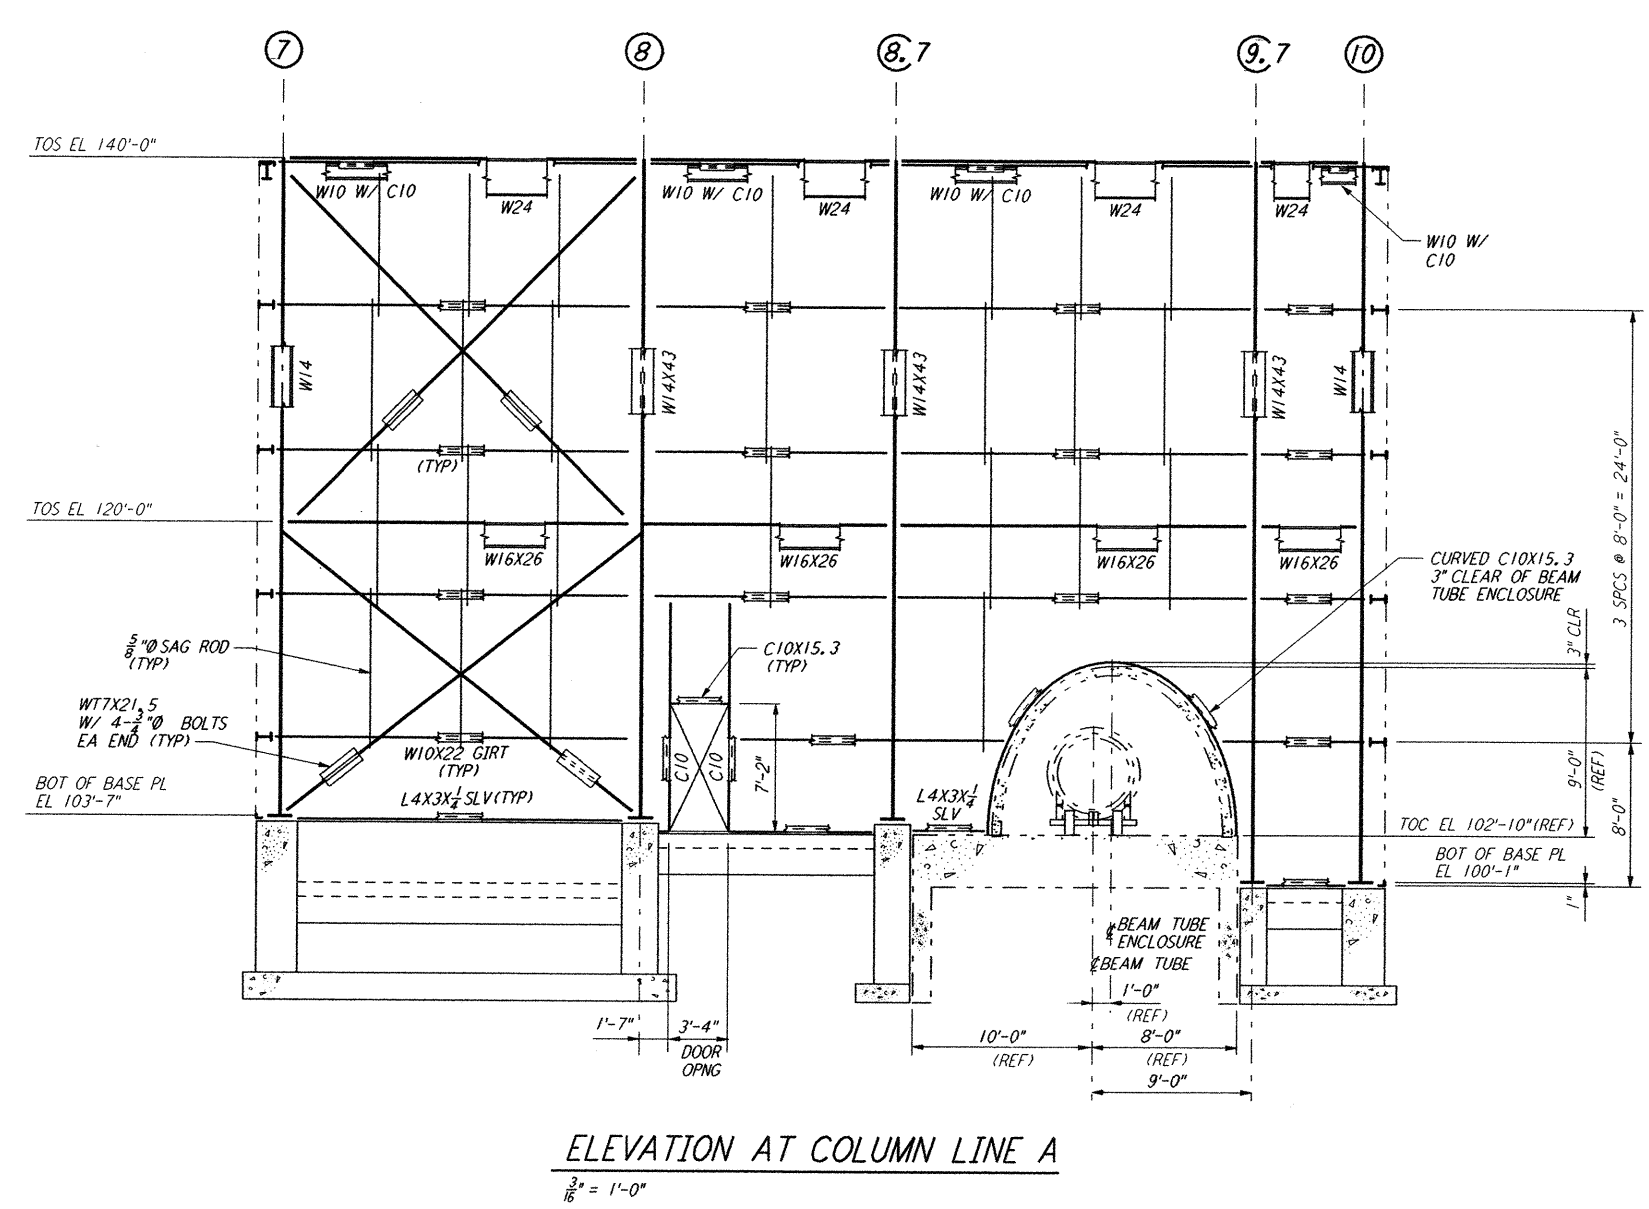 7
8
8.7
9.7
10
TOS EL 140'-0"
W10 W/ C10
W24
W10 W/ C10
W24
W10 W/ C10
W24
W24
W10 W/
C10
W14
W14X43
W14X43
W14X43
W14
(TYP)
3 SPCS @ 8'-0" = 24'-0"
TOS EL 120'-0"
W16X26
W16X26
W16X26
W16X26
CURVED C10X15.3
3" CLEAR OF BEAM
TUBE ENCLOSURE
3" CLR
5/8"Ø SAG ROD
(TYP)
C10X15.3
(TYP)
WT7X21.5
W/ 4-3/4"Ø BOLTS
EA END (TYP)
W10X22 GIRT
(TYP)
C10
C10
7'-2"
9'-0"
(REF)
8'-0"
BOT OF BASE PL
EL 103'-7"
L4X3X1/4 SLV(TYP)
L4X3X1/4
SLV
TOC EL 102'-10"(REF)
BOT OF BASE PL
EL 100'-1"
1"
℄ BEAM TUBE
ENCLOSURE
℄ BEAM TUBE
1'-0"
(REF)
1'-7"
3'-4"
DOOR
OPNG
10'-0"
(REF)
8'-0"
(REF)
9'-0"
ELEVATION AT COLUMN LINE A
3/16" = 1'-0"